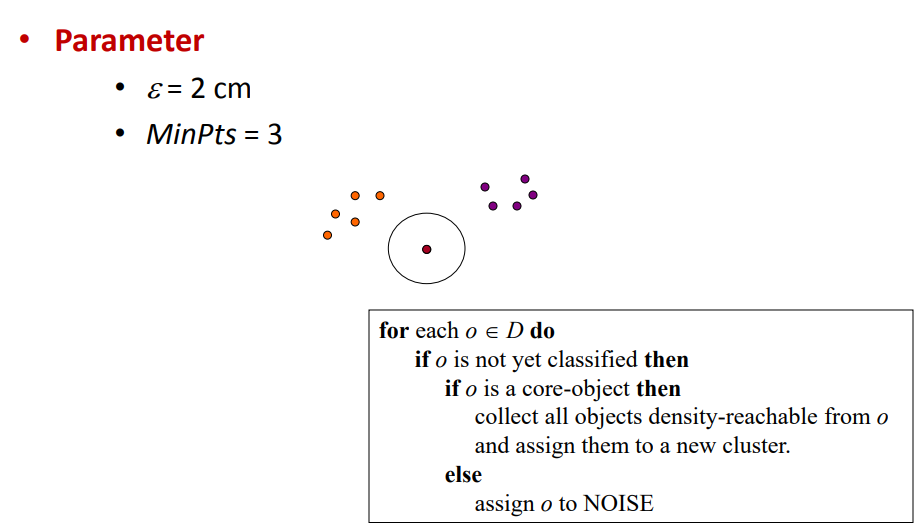 • Parameter
• ε = 2 cm
• MinPts = 3
for each o ∈ D do
if o is not yet classified then
if o is a core-object then
collect all objects density-reachable from o
and assign them to a new cluster.
else
assign o to NOISE